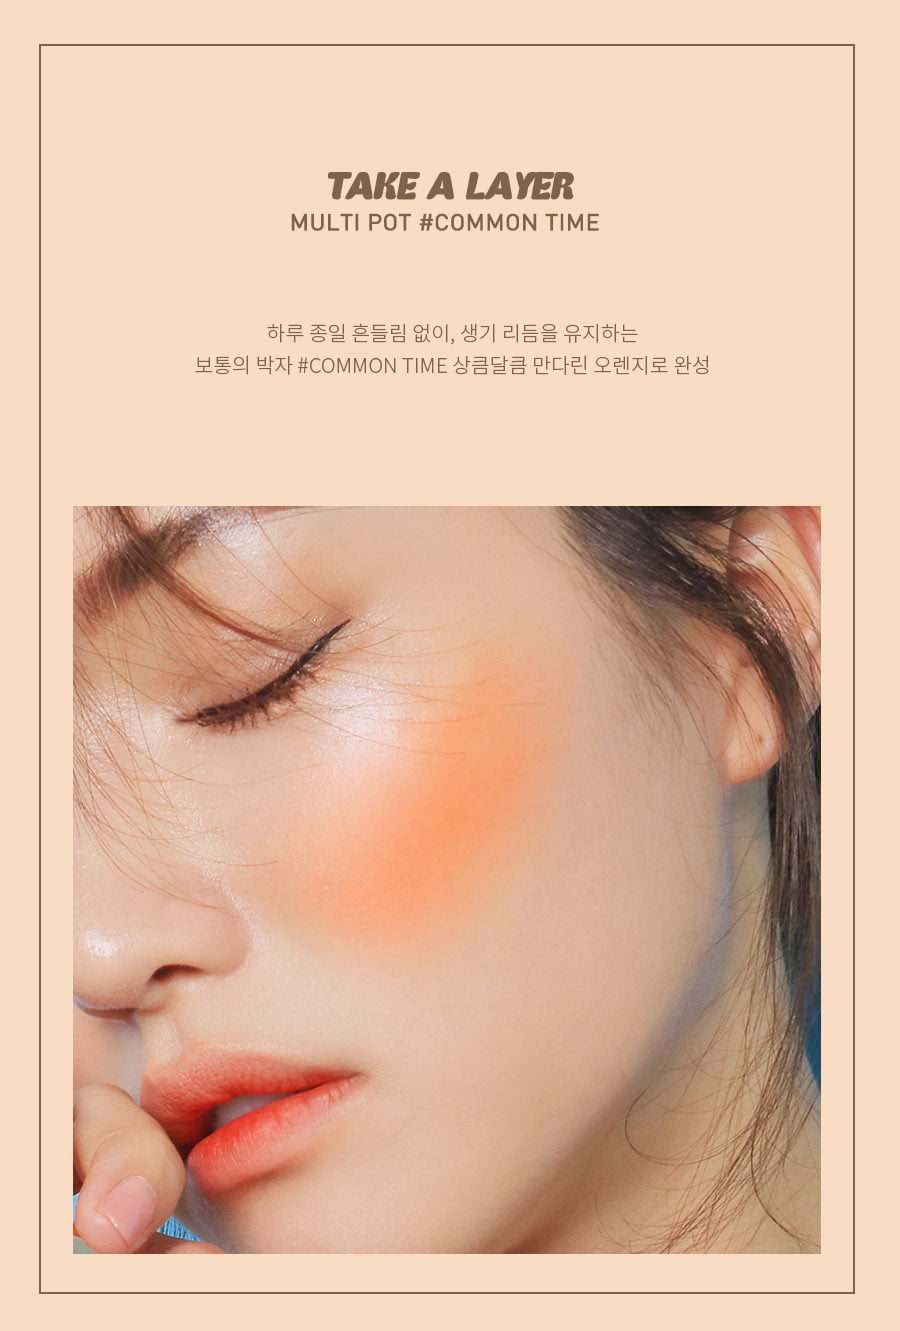 TAKE A LAYER
MULTI POT #COMMON TIME
하루 종일 흔들림 없이, 생기 리듬을 유지하는
보통의 박자 #COMMON TIME 상큼달큼 만다린 오렌지로 완성